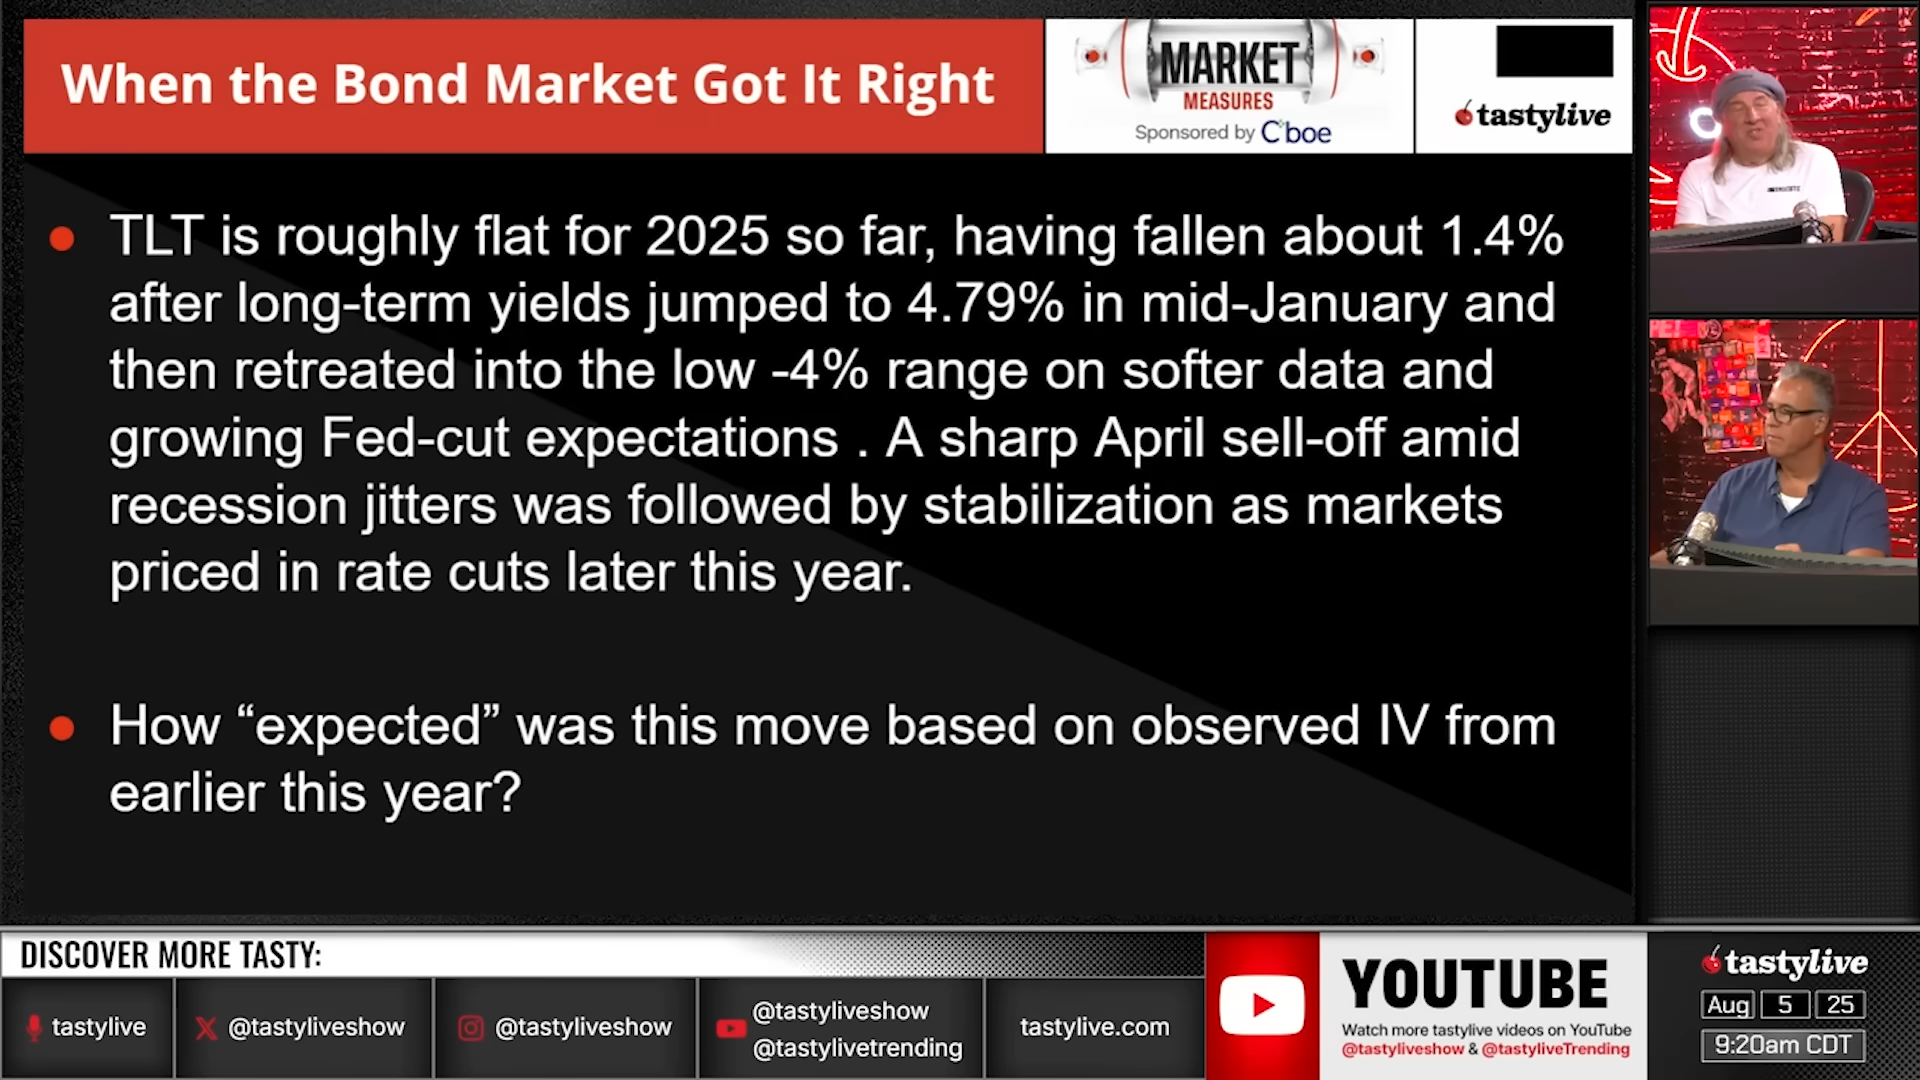 When the Bond Market Got It Right
MARKET
MEASURES
Sponsored by Cboe
tastylive
TLT is roughly flat for 2025 so far, having fallen about 1.4%
after long-term yields jumped to 4.79% in mid-January and
then retreated into the low -4% range on softer data and
growing Fed-cut expectations . A sharp April sell-off amid
recession jitters was followed by stabilization as markets
priced in rate cuts later this year.
How “expected” was this move based on observed IV from
earlier this year?
DISCOVER MORE TASTY:
tastylive
@tastyliveshow
@tastyliveshow
@tastyliveshow
@tastylivetrending
tastylive.com
YOUTUBE
Watch more tastylive videos on YouTube
@tastyliveshow & @tastyliveTrending
tastylive
Aug 5 25
9:20am CDT